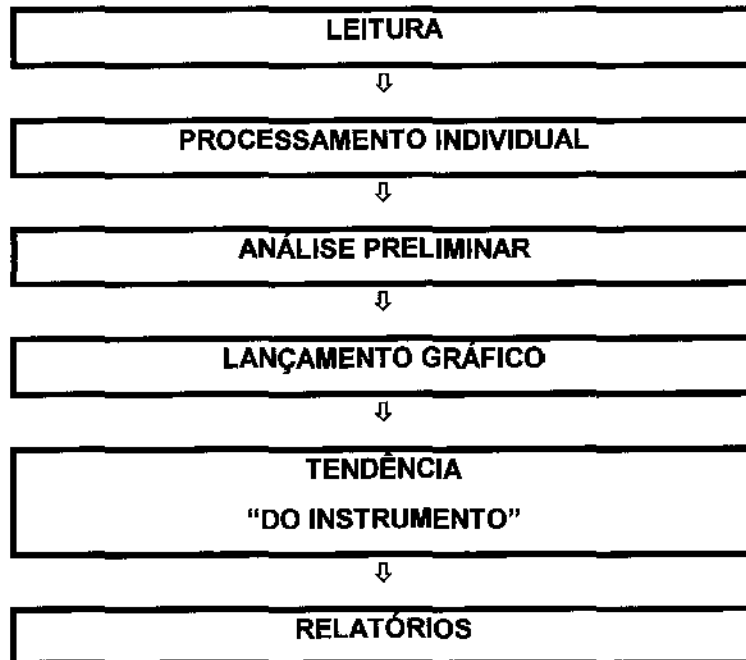 LEITURA
⇩
PROCESSAMENTO INDIVIDUAL
⇩
ANÁLISE PRELIMINAR
⇩
LANÇAMENTO GRÁFICO
⇩
TENDÊNCIA
“DO INSTRUMENTO”
⇩
RELATÓRIOS